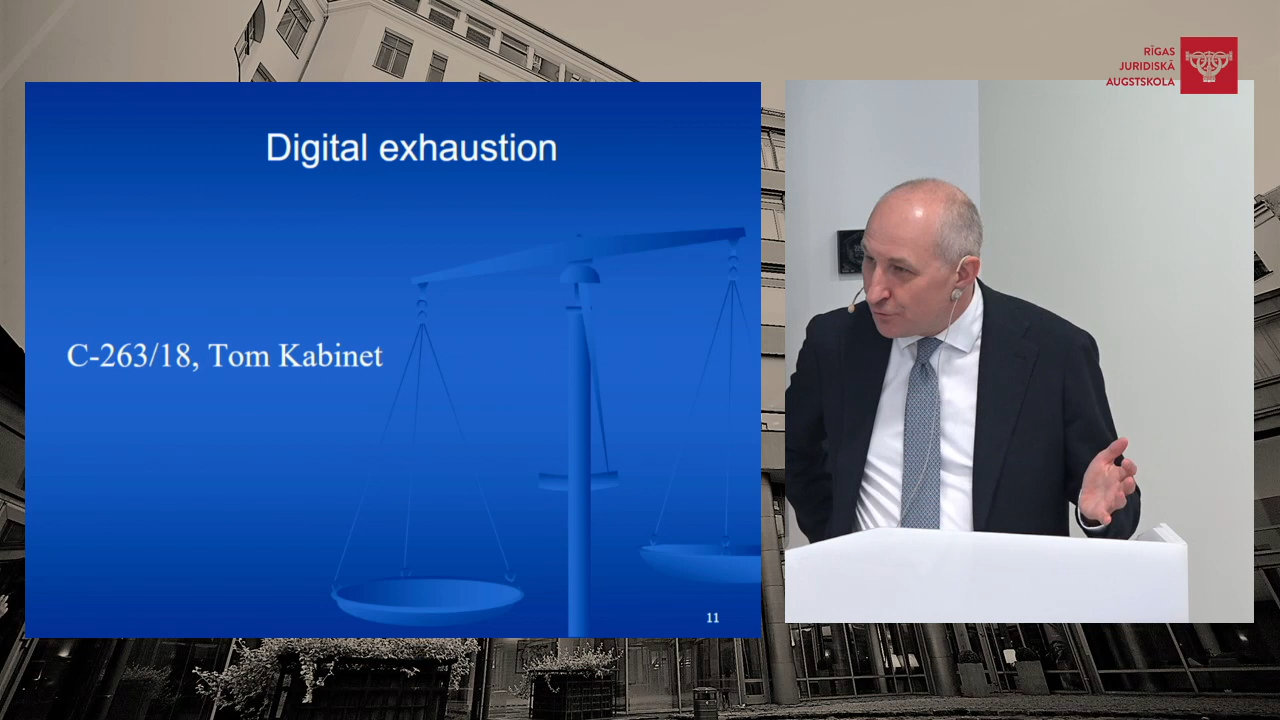 RĪGAS
JURIDISKĀ
AUGSTSKOLA
Digital exhaustion
C-263/18, Tom Kabinet
11